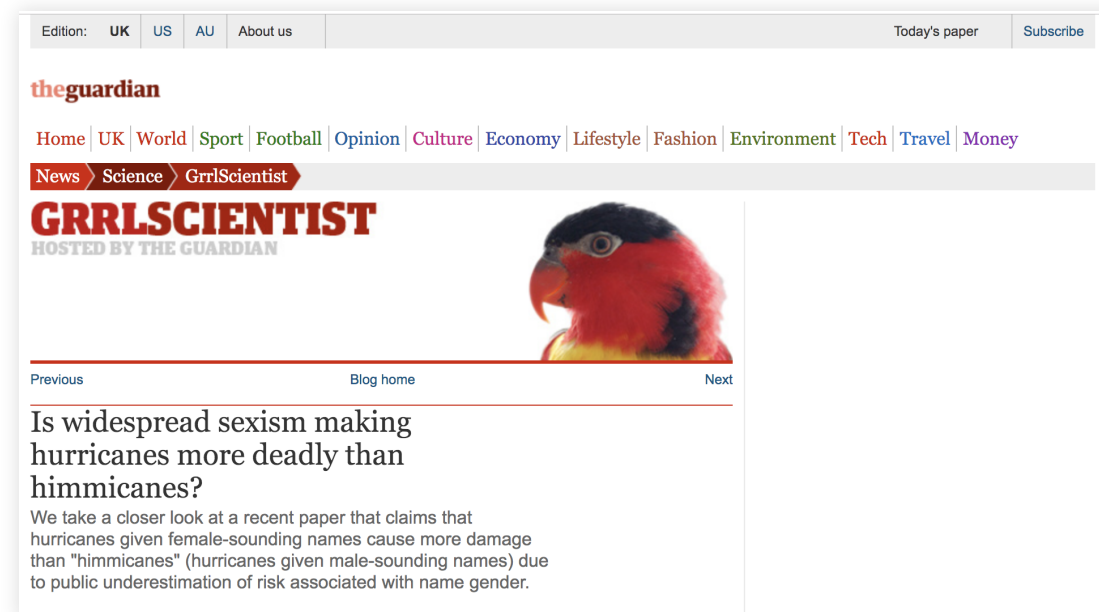 Edition: UK US AU About us Today's paper Subscribe
theguardian
Home UK World Sport Football Opinion Culture Economy Lifestyle Fashion Environment Tech Travel Money
News Science GrrlScientist
GRRLSCIENTIST
HOSTED BY THE GUARDIAN
Previous Blog home Next
Is widespread sexism making
hurricanes more deadly than
himmicanes?
We take a closer look at a recent paper that claims that
hurricanes given female-sounding names cause more damage
than "himmicanes" (hurricanes given male-sounding names) due
to public underestimation of risk associated with name gender.